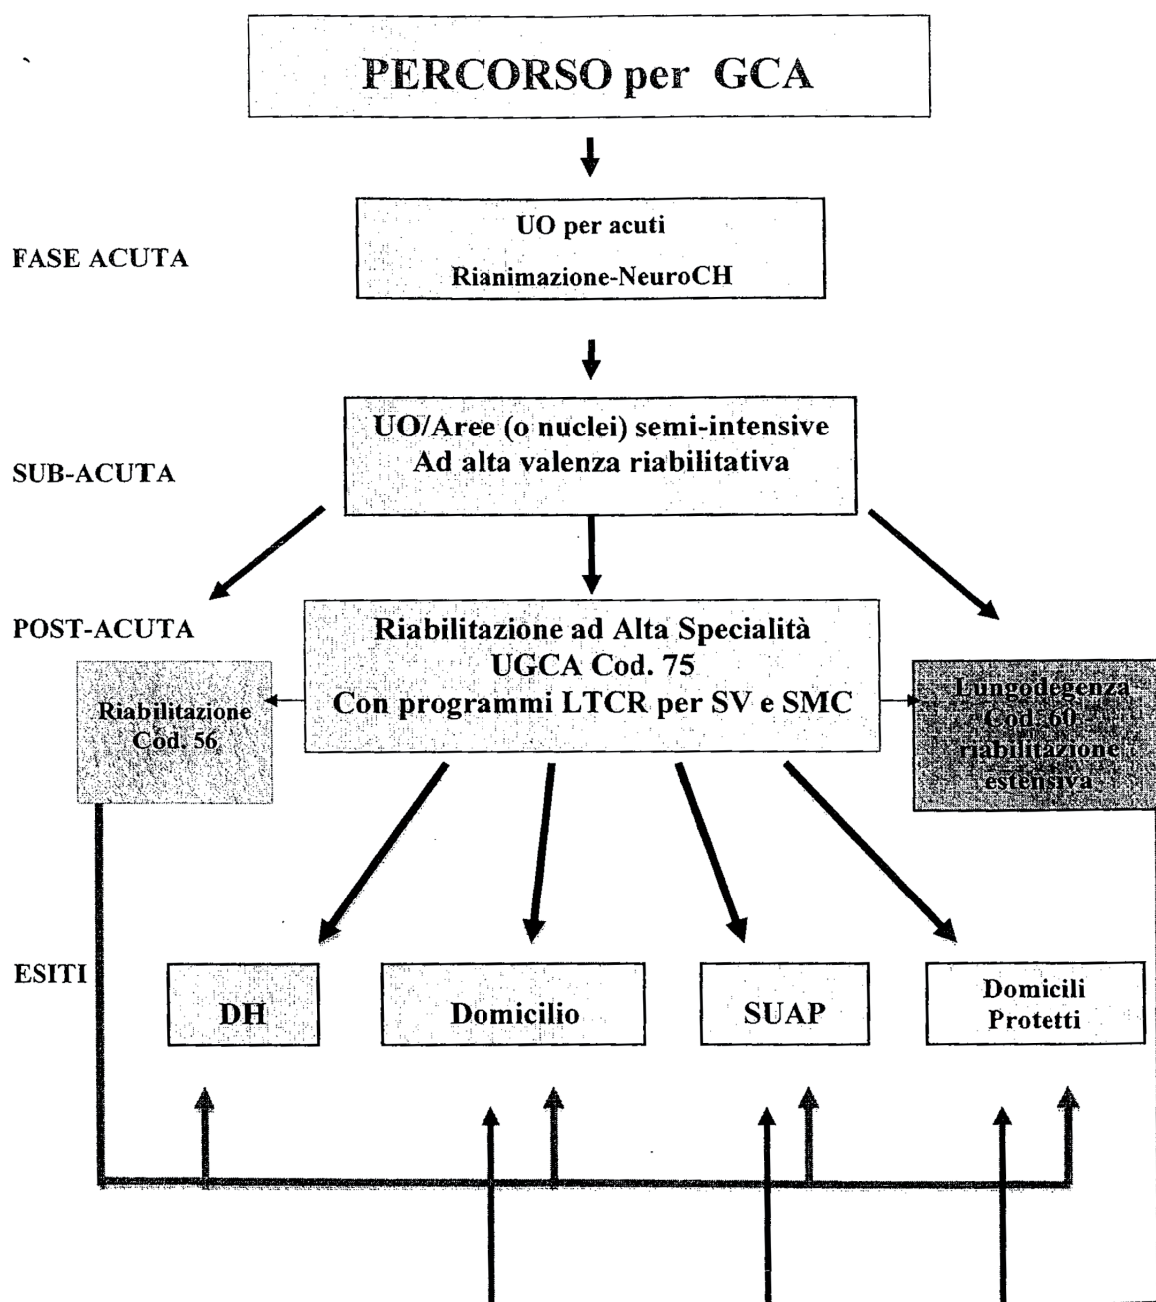 PERCORSO per GCA
FASE ACUTA
UO per acuti
Rianimazione-NeuroCH
SUB-ACUTA
UO/Aree (o nuclei) semi-intensive
Ad alta valenza riabilitativa
POST-ACUTA
Riabilitazione ad Alta Specialità
UGCA Cod. 75
Con programmi LTCR per SV e SMC
Riabilitazione
Cod. 56
Lungodegenza
Cod. 60
riabilitazione
estensiva
ESITI
DH
Domicilio
SUAP
Domicili
Protetti